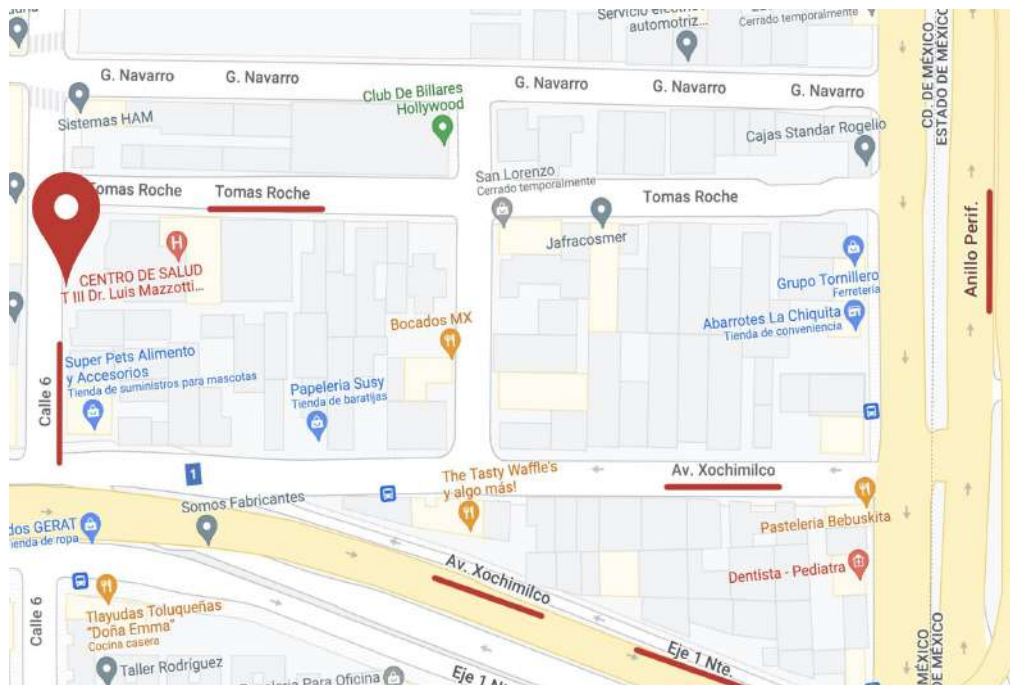 Servicio eléctrico
automotriz...
Cerrado temporalmente
CD. DE MÉXICO
ESTADO DE MÉXICO
G. Navarro
G. Navarro
G. Navarro
G. Navarro
G. Navarro
Club De Billares
Hollywood
Sistemas HAM
Cajas Standar Rogelio
San Lorenzo
Cerrado temporalmente
Tomas Roche
Tomas Roche
Tomas Roche
Jafracosmer
Anillo Perif.
CENTRO DE SALUD
T III Dr. Luis Mazzotti...
Grupo Tornillero
Ferretería
Abarrotes La Chiquita
Tienda de conveniencia
Bocados MX
Super Pets Alimento
y Accesorios
Tienda de suministros para mascotas
Papeleria Susy
Tienda de baratijas
Calle 6
1
Av. Xochimilco
The Tasty Waffle's
y algo más!
Somos Fabricantes
Pasteleria Bebuskita
GERAT
tienda de ropa
Av. Xochimilco
Dentista - Pediatra
Calle 6
Tlayudas Toluqueñas
"Doña Emma"
Cocina casera
Eje 1 Nte.
Taller Rodríguez
Para Oficina
Eje 1
MÉXICO
DE MÉXICO